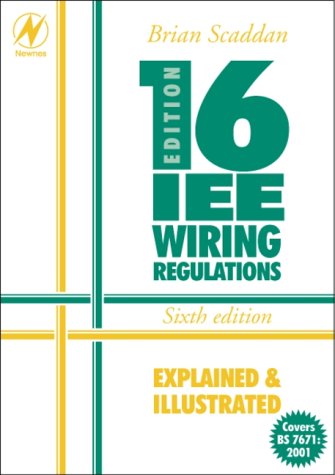 Newnes
Brian Scaddan
16
EDITION
IEE
WIRING
REGULATIONS
Sixth edition
EXPLAINED &
ILLUSTRATED
Covers
BS 7671:
2001